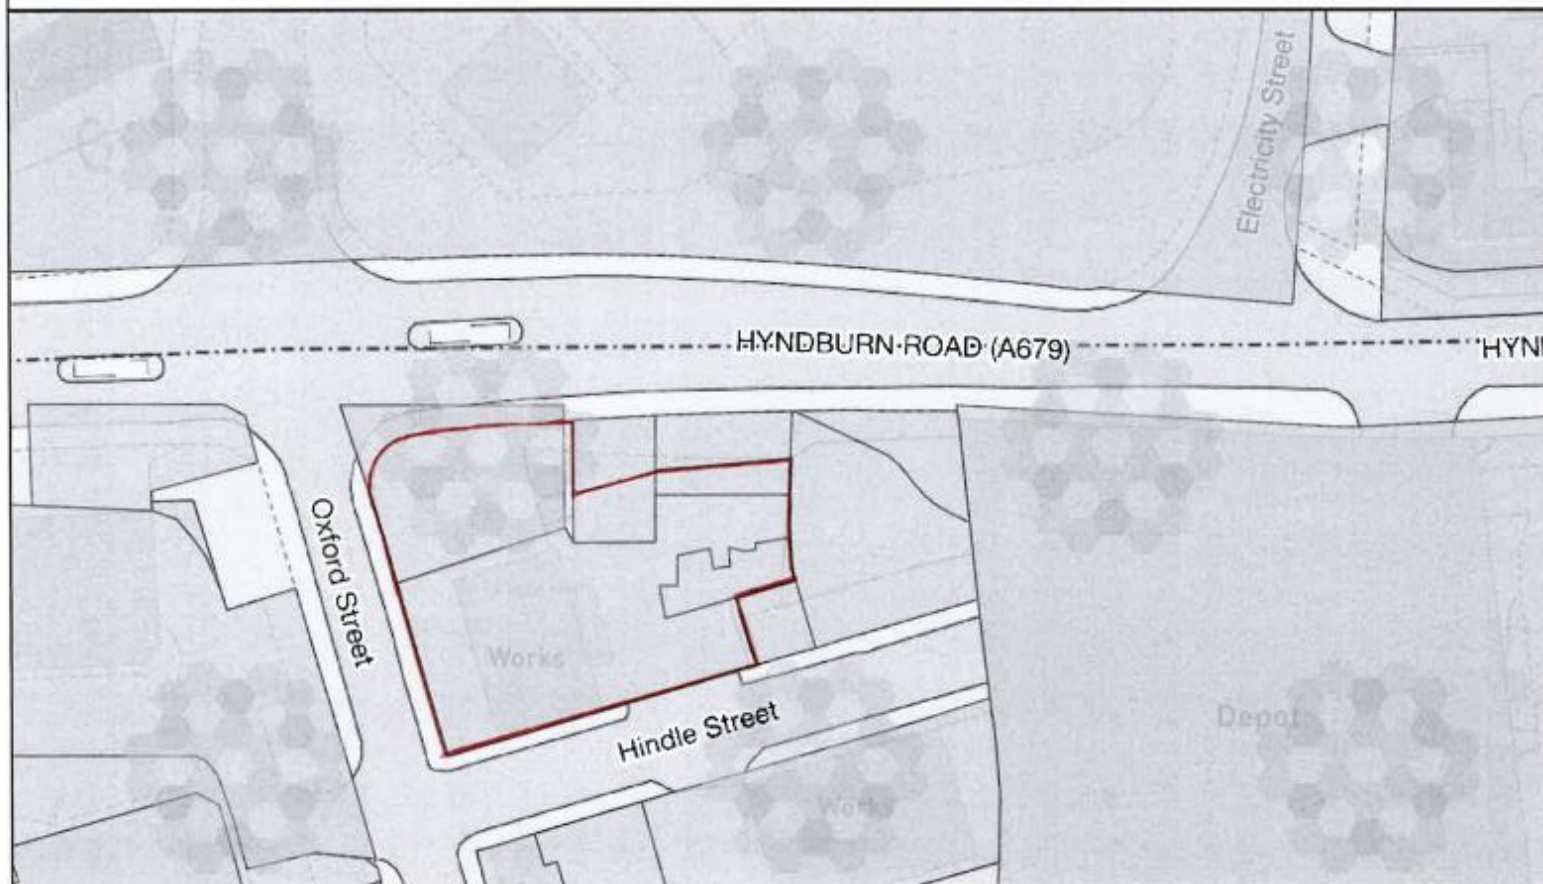 Electricity Street
HYNDBURN ROAD (A679)
HYN
Oxford Street
Works
Hindle Street
Depot
Works